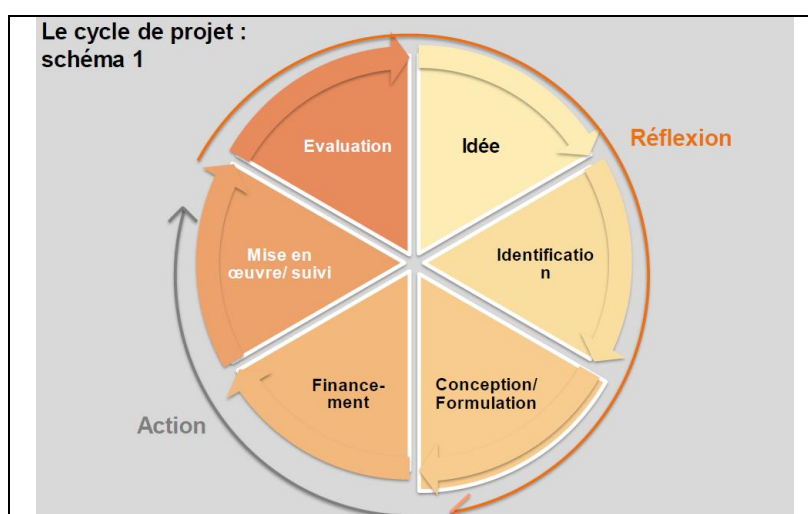 Le cycle de projet :
schéma 1
Evaluation
Idée
Réflexion
Mise en
œuvre/ suivi
Identificatio
n
Finance-
ment
Conception/
Formulation
Action